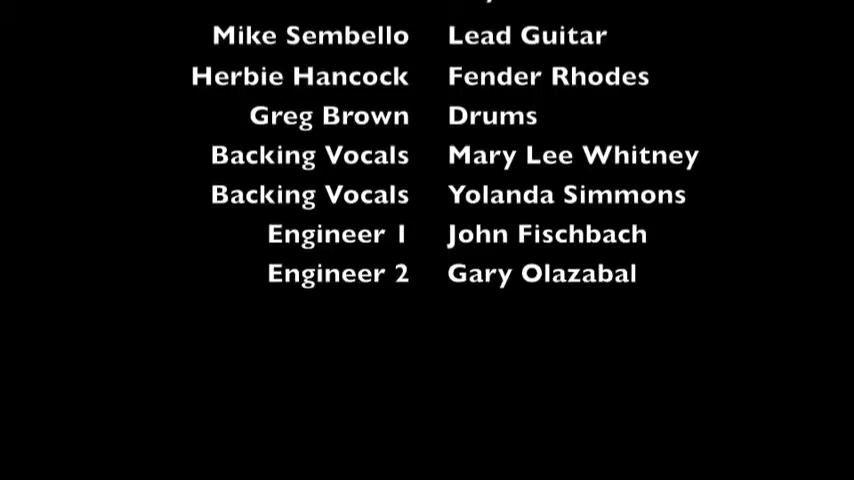 Mike Sembello Lead Guitar
Herbie Hancock Fender Rhodes
Greg Brown Drums
Backing Vocals Mary Lee Whitney
Backing Vocals Yolanda Simmons
Engineer 1 John Fischbach
Engineer 2 Gary Olazabal